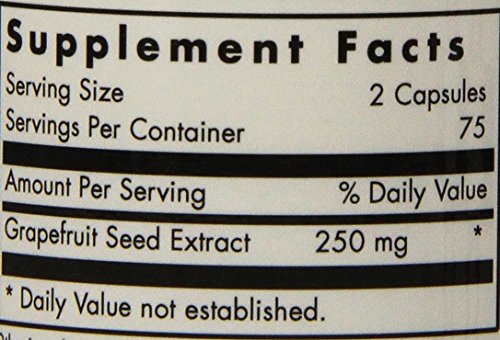 Supplement Facts
Serving Size 2 Capsules
Servings Per Container 75
Amount Per Serving % Daily Value
Grapefruit Seed Extract 250 mg *
* Daily Value not established.